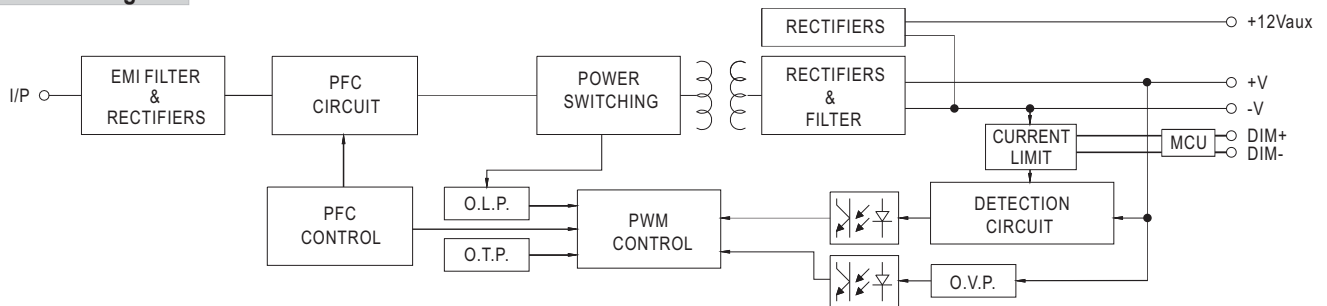 RECTIFIERS
+12Vaux
I/P
EMI FILTER
&
RECTIFIERS
PFC
CIRCUIT
POWER
SWITCHING
RECTIFIERS
&
FILTER
+V
-V
CURRENT
LIMIT
MCU
DIM+
DIM-
PFC
CONTROL
O.L.P.
O.T.P.
PWM
CONTROL
DETECTION
CIRCUIT
O.V.P.